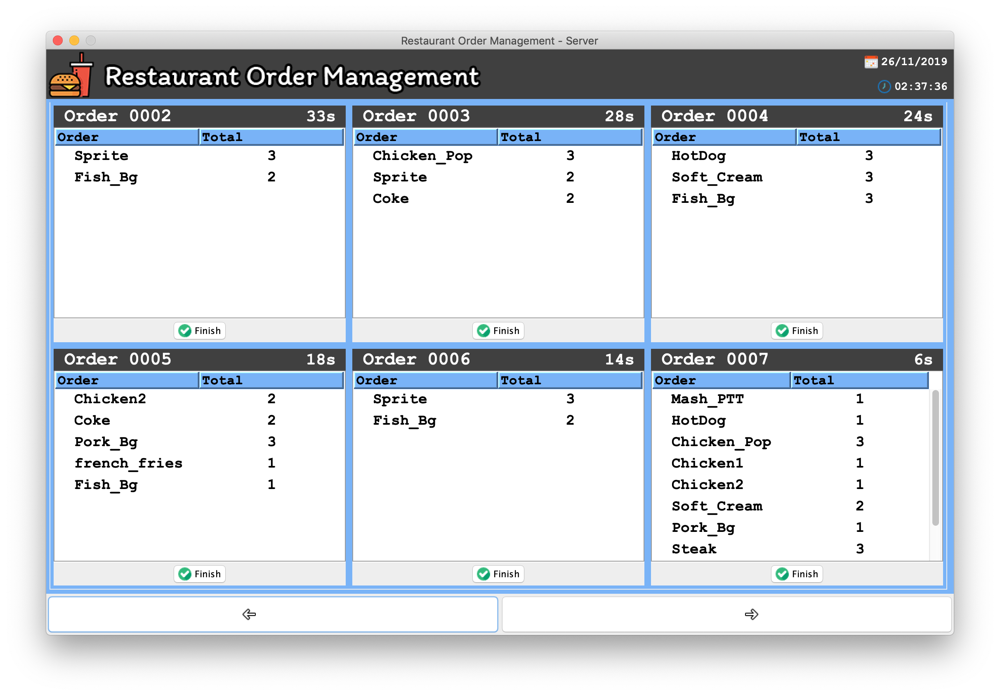 Restaurant Order Management - Server
Restaurant Order Management
26/11/2019
02:37:36
Order 0002 33s
Order Total
Sprite 3
Fish_Bg 2
Finish
Order 0003 28s
Order Total
Chicken_Pop 3
Sprite 2
Coke 2
Finish
Order 0004 24s
Order Total
HotDog 3
Soft_Cream 3
Fish_Bg 3
Finish
Order 0005 18s
Order Total
Chicken2 2
Coke 2
Pork_Bg 3
french_fries 1
Fish_Bg 1
Finish
Order 0006 14s
Order Total
Sprite 3
Fish_Bg 2
Finish
Order 0007 6s
Order Total
Mash_PTT 1
HotDog 1
Chicken_Pop 3
Chicken1 1
Chicken2 1
Soft_Cream 2
Pork_Bg 1
Steak 3
Finish